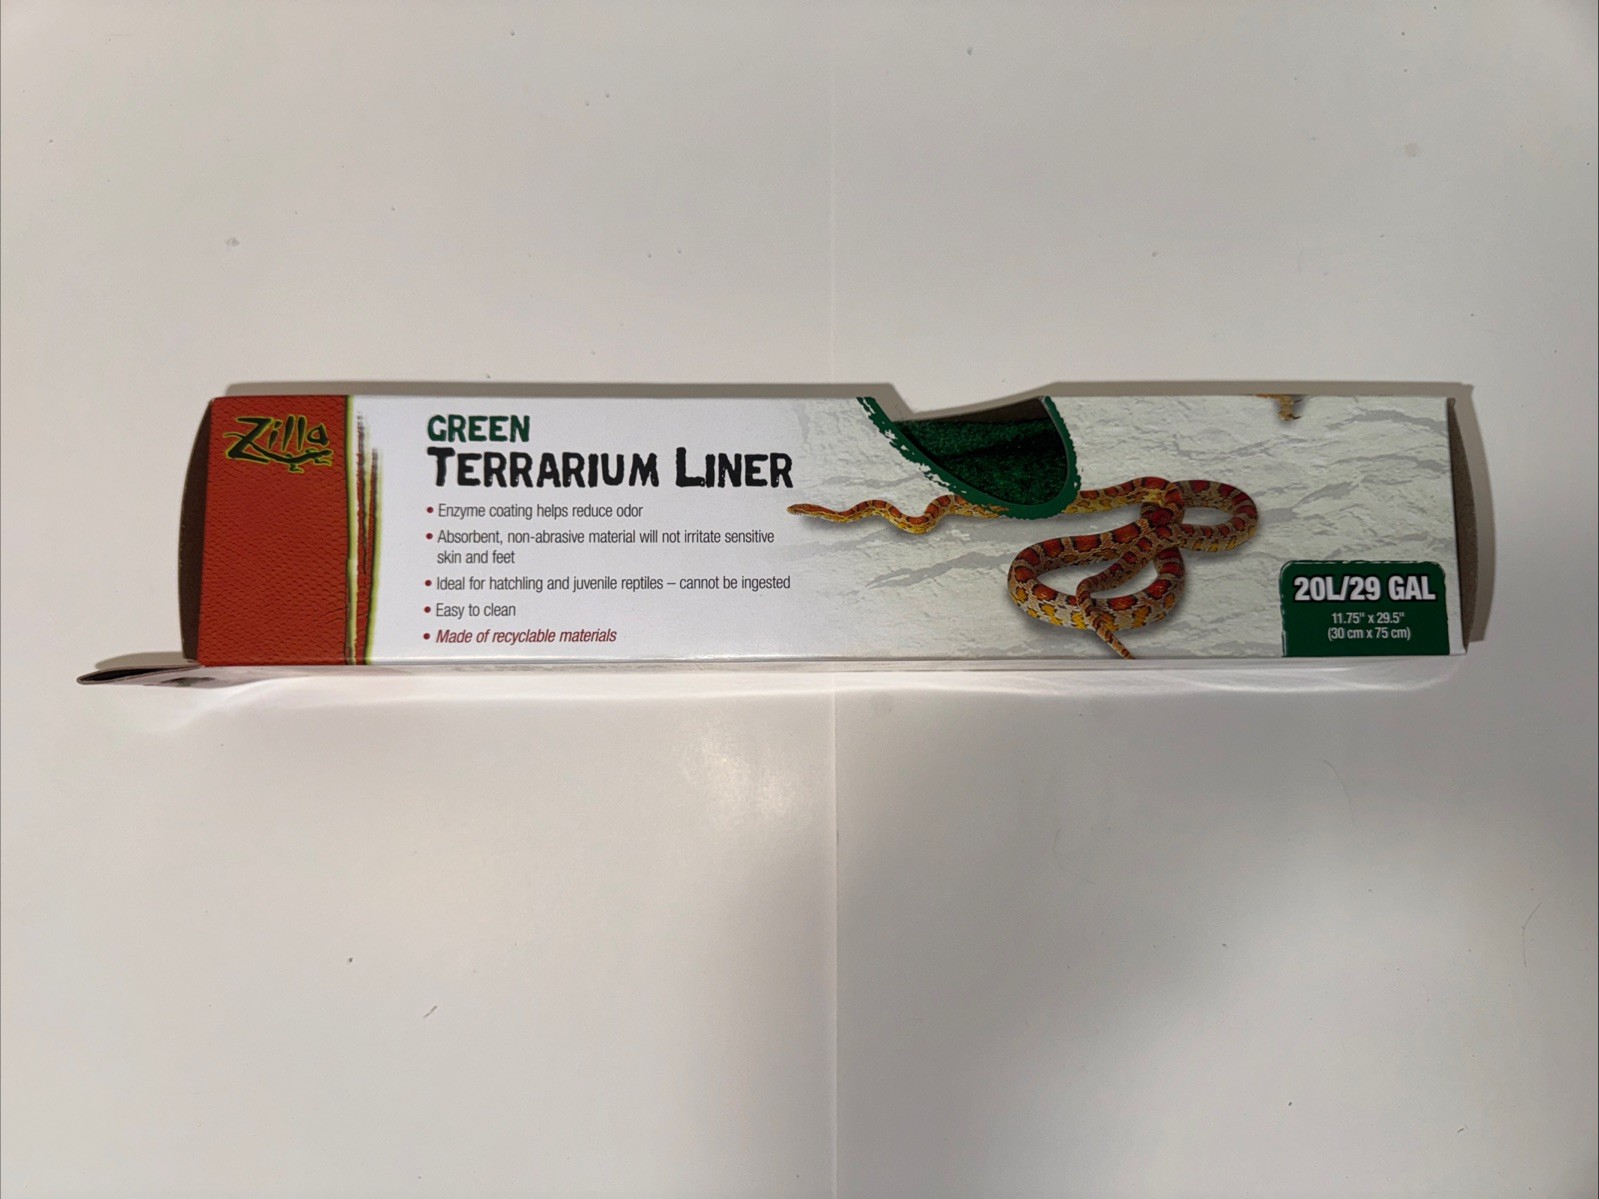 Zilla
GREEN
TERRARIUM LINER
• Enzyme coating helps reduce odor
• Absorbent, non-abrasive material will not irritate sensitive
skin and feet
• Ideal for hatchling and juvenile reptiles – cannot be ingested
• Easy to clean
• Made of recyclable materials
20L/29 GAL
11.75" x 29.5"
(30 cm x 75 cm)